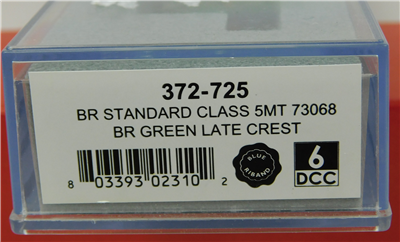 372-725
BR STANDARD CLASS 5MT 73068
BR GREEN LATE CREST
BLUE RIBAND
6
DCC
8 03393 02310 2